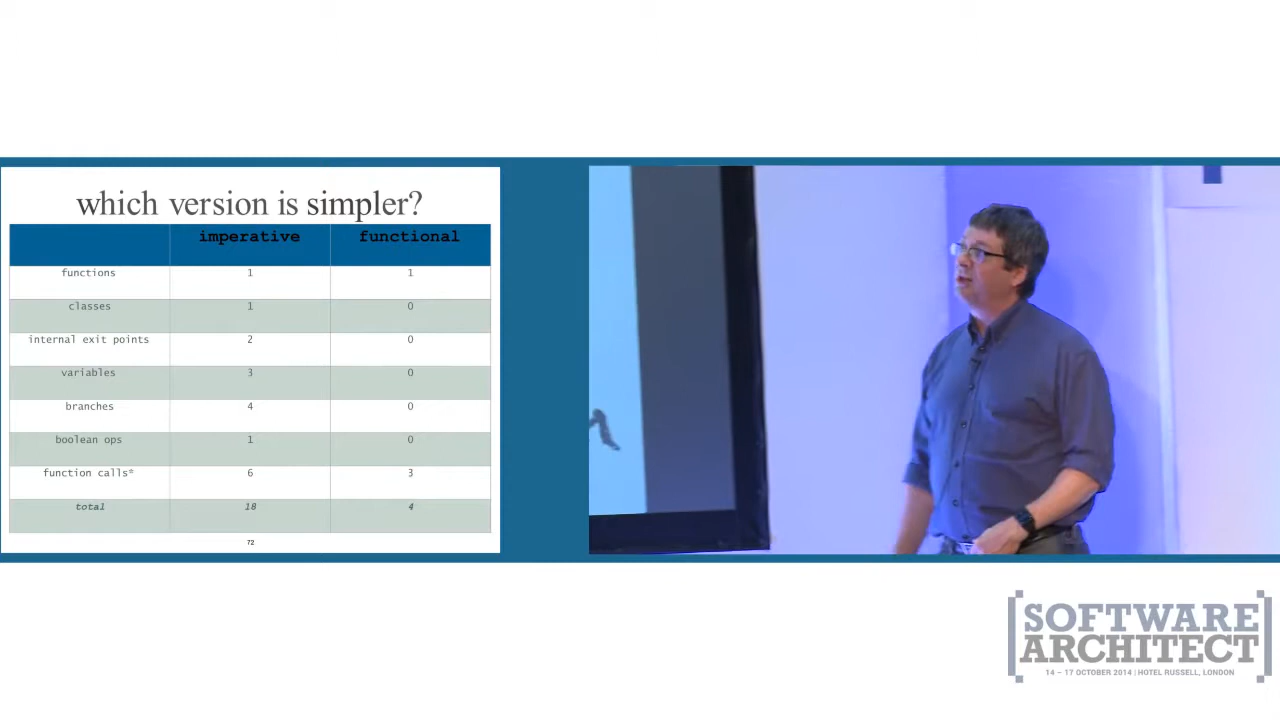 which version is simpler?
imperative functional
functions 1 1
classes 1 0
internal exit points 2 0
variables 3 0
branches 4 0
boolean ops 1 0
function calls* 6 3
total 18 4
72
[SOFTWARE
ARCHITECT]
14 – 17 OCTOBER 2014 | HOTEL RUSSELL, LONDON